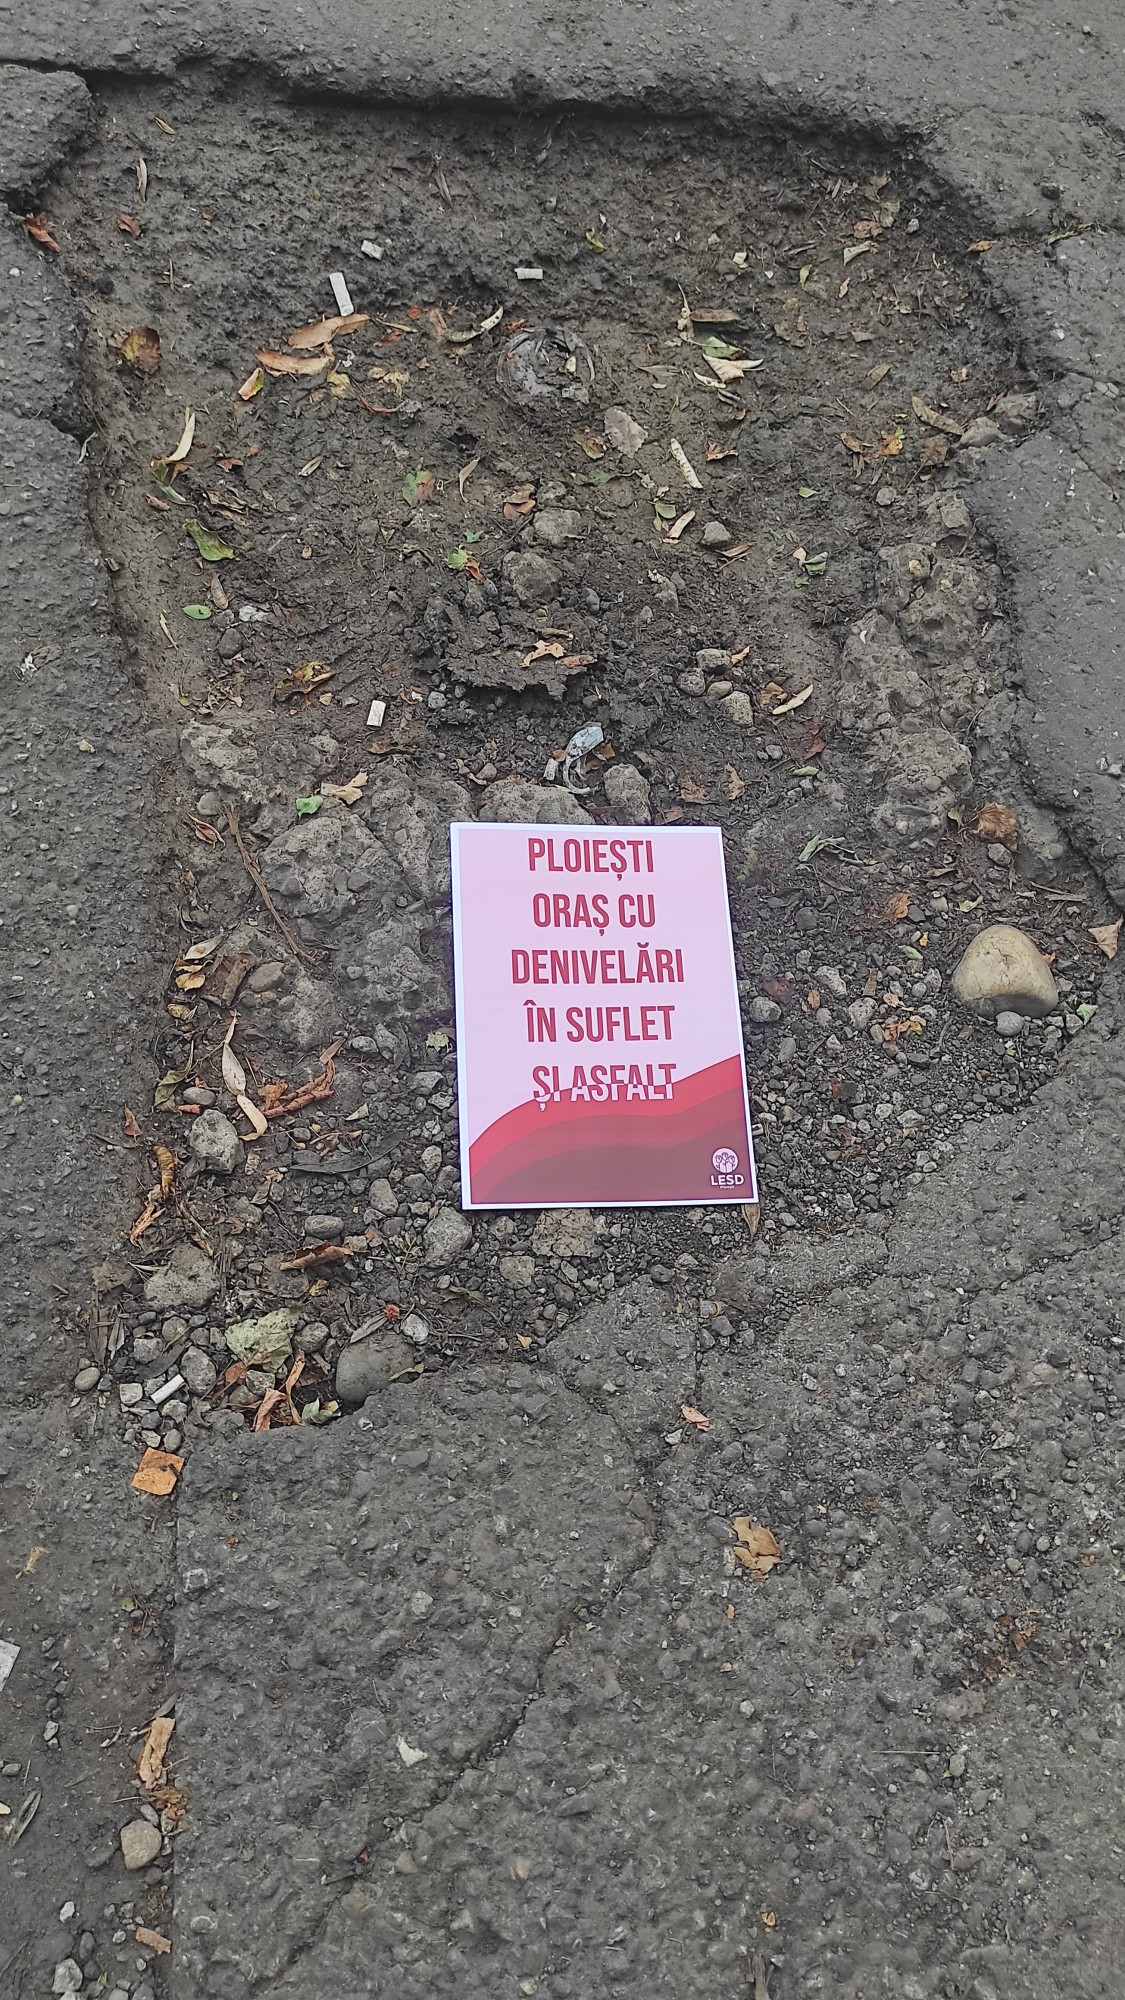 PLOIEȘTI
ORAȘ CU
DENIVELĂRI
ÎN SUFLET
ȘI ASFALT
LESD